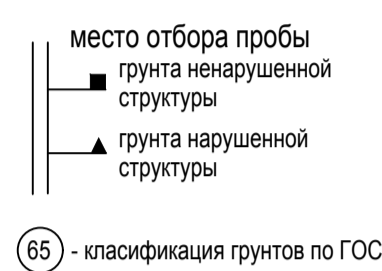 место отбора пробы
грунта ненарушенной
структуры
грунта нарушенной
структуры
65 - класификация грунтов по ГОС